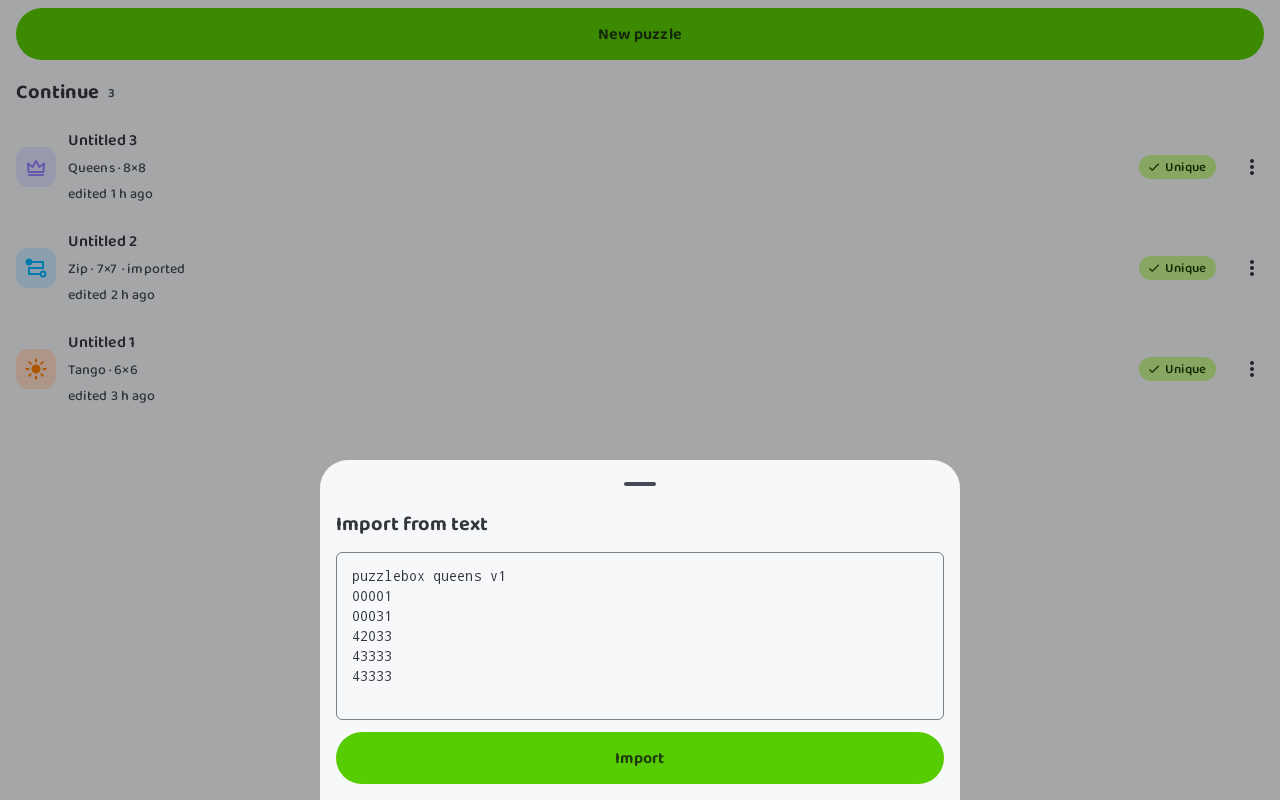 New puzzle
Continue 3
Untitled 3
Queens · 8×8
edited 1 h ago
Unique
Untitled 2
Zip · 7×7 · imported
edited 2 h ago
Unique
Untitled 1
Tango · 6×6
edited 3 h ago
Unique
Import from text
puzzlebox queens v1
00001
00031
42033
43333
43333
Import